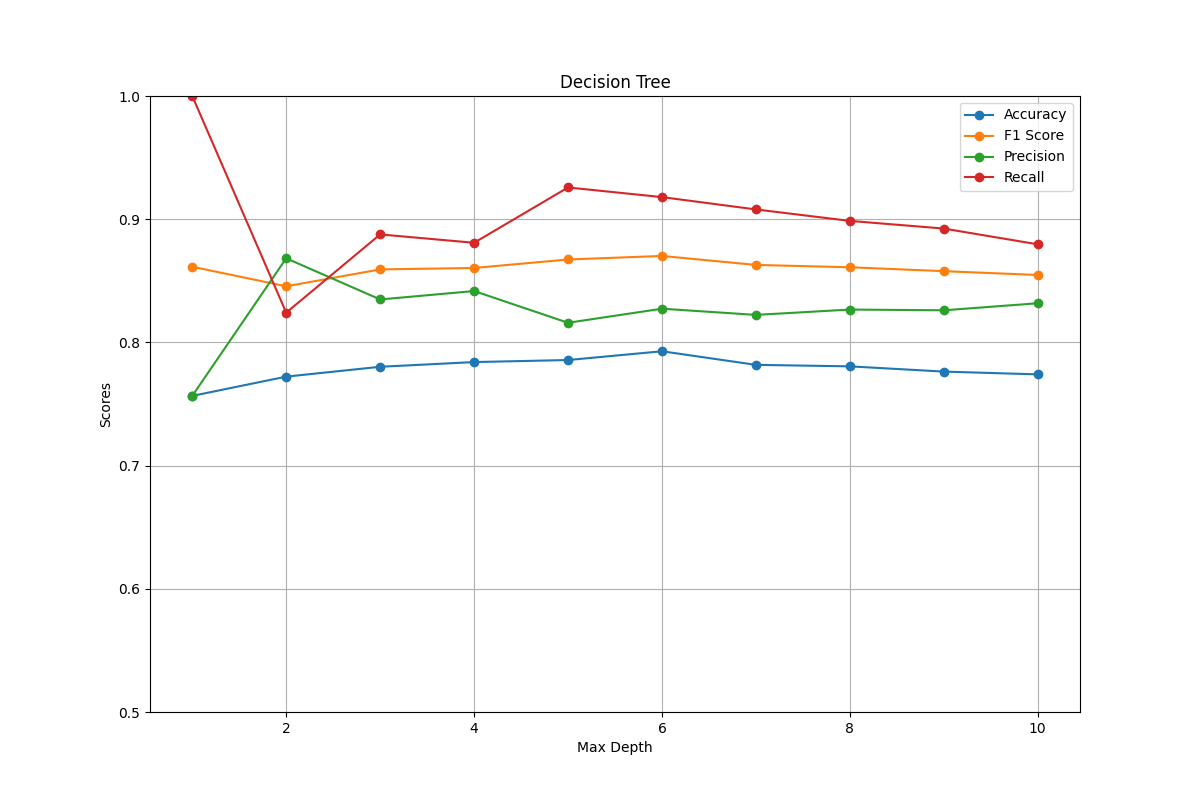 Decision Tree
Accuracy
F1 Score
Precision
Recall
1.0
0.9
0.8
0.7
0.6
0.5
Scores
2 4 6 8 10
Max Depth